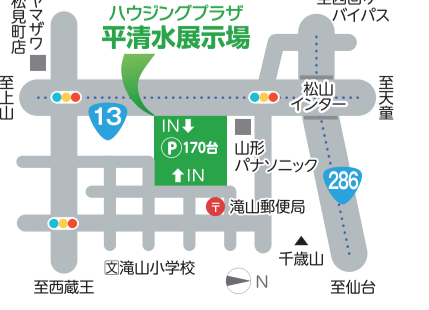 ハウジングプラザ
平清水展示場
バイパス
ヤマザワ
松見町店
至上山
13
松山
インター
至天童
IN
P170台
IN
山形
パナソニック
286
〒滝山郵便局
千歳山
文滝山小学校
N
至西蔵王
至仙台